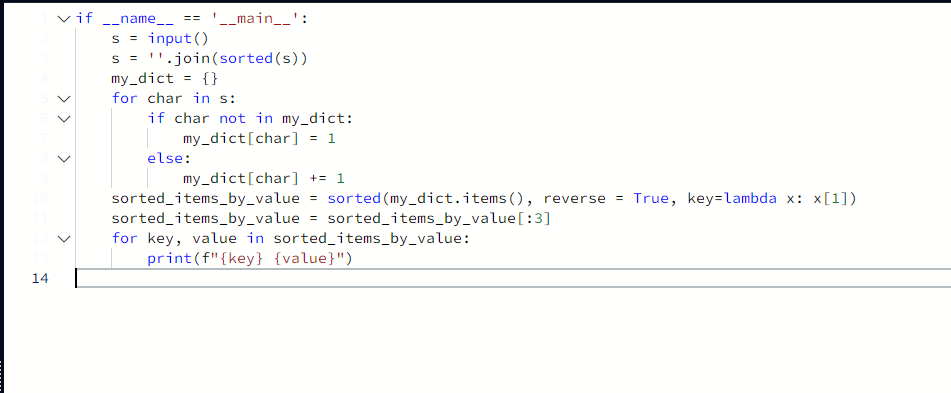 1 if __name__ == '__main__':
2     s = input()
3     s = ''.join(sorted(s))
4     my_dict = {}
5     for char in s:
6         if char not in my_dict:
7             my_dict[char] = 1
8         else:
9             my_dict[char] += 1
10     sorted_items_by_value = sorted(my_dict.items(), reverse = True, key=lambda x: x[1])
11     sorted_items_by_value = sorted_items_by_value[:3]
12     for key, value in sorted_items_by_value:
13         print(f"{key} {value}")
14